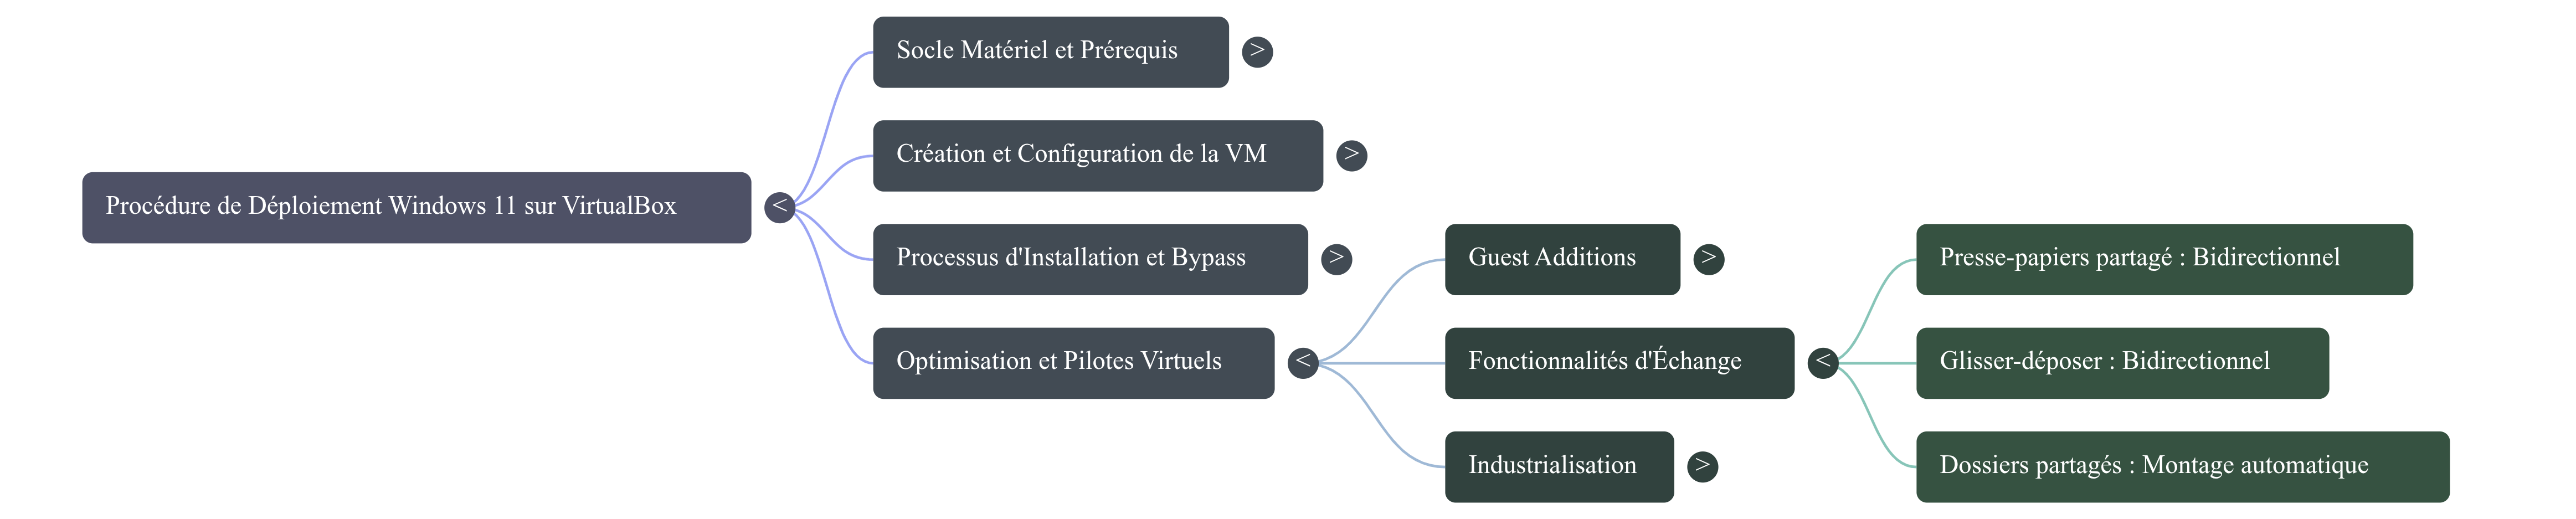 Procédure de Déploiement Windows 11 sur VirtualBox
<
Socle Matériel et Prérequis
>
Création et Configuration de la VM
>
Processus d'Installation et Bypass
>
Optimisation et Pilotes Virtuels
<
Guest Additions
>
Fonctionnalités d'Échange
<
Industrialisation
>
Presse-papiers partagé : Bidirectionnel
Glisser-déposer : Bidirectionnel
Dossiers partagés : Montage automatique